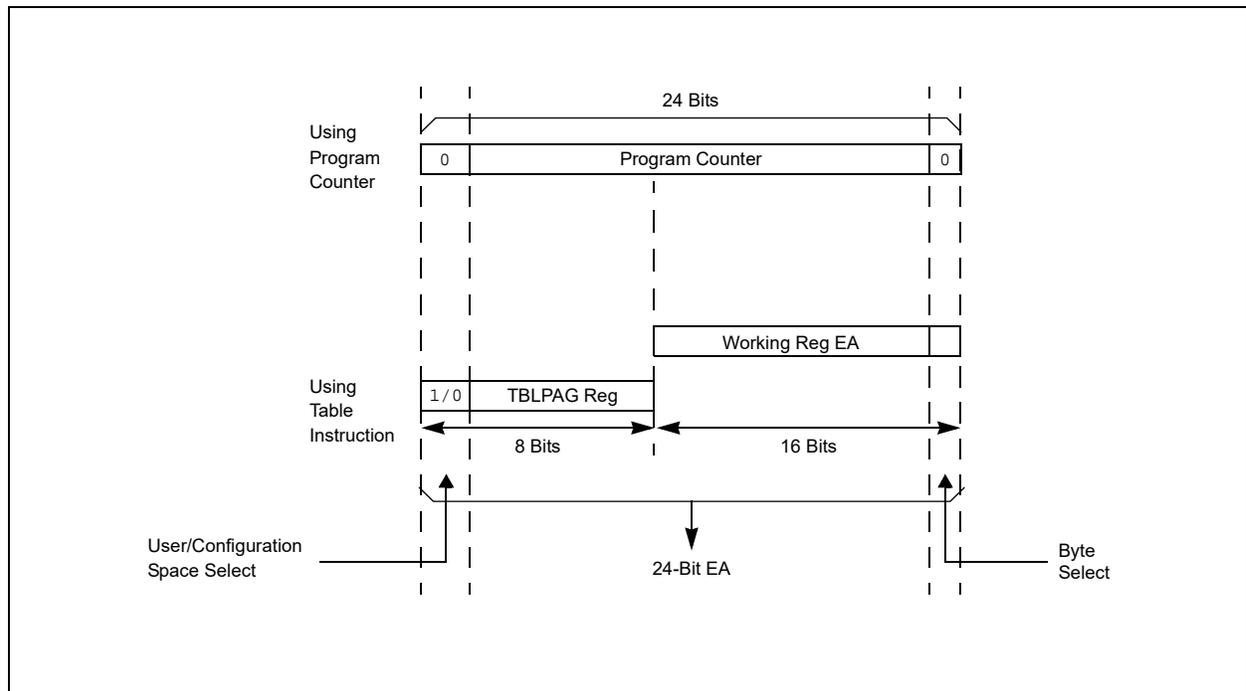 24 Bits
Using
Program
Counter
0 Program Counter 0
Working Reg EA
Using
Table
Instruction
1/0 TBLPAG Reg
8 Bits 16 Bits
User/Configuration
Space Select
24-Bit EA
Byte
Select